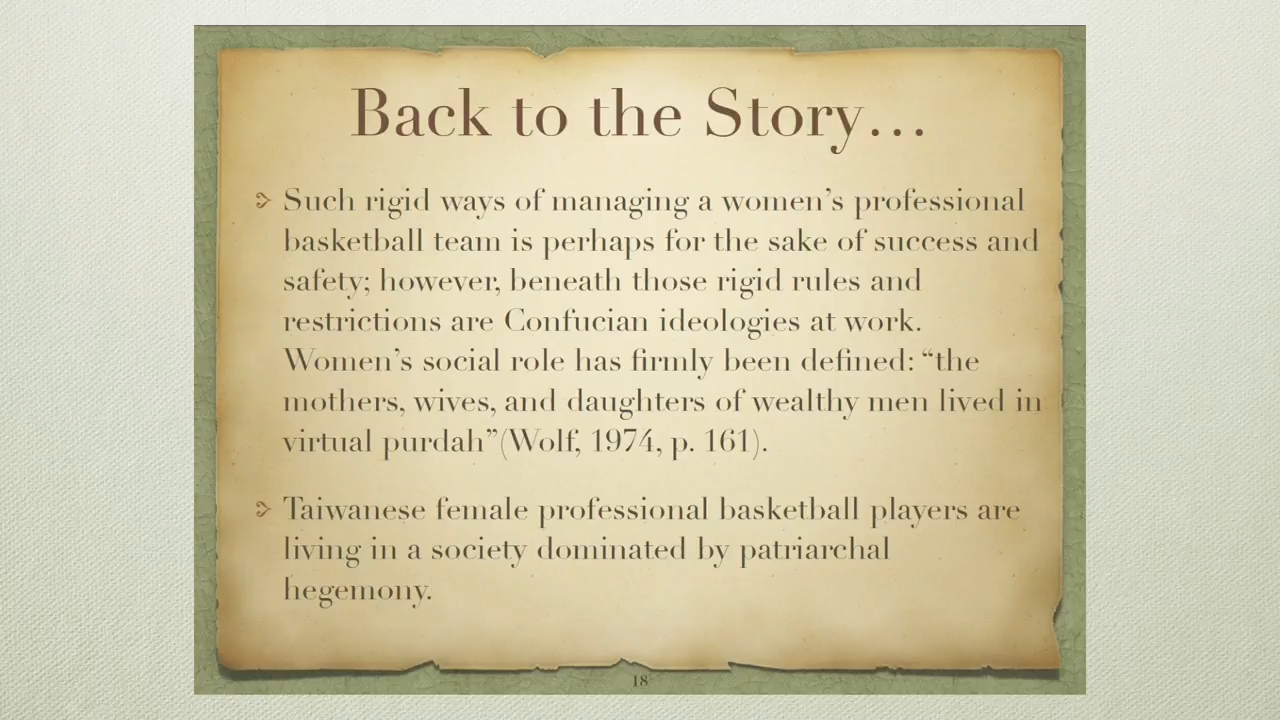 Back to the Story…
Such rigid ways of managing a women’s professional
basketball team is perhaps for the sake of success and
safety; however, beneath those rigid rules and
restrictions are Confucian ideologies at work.
Women’s social role has firmly been defined: “the
mothers, wives, and daughters of wealthy men lived in
virtual purdah”(Wolf, 1974, p. 161).
Taiwanese female professional basketball players are
living in a society dominated by patriarchal
hegemony.
18